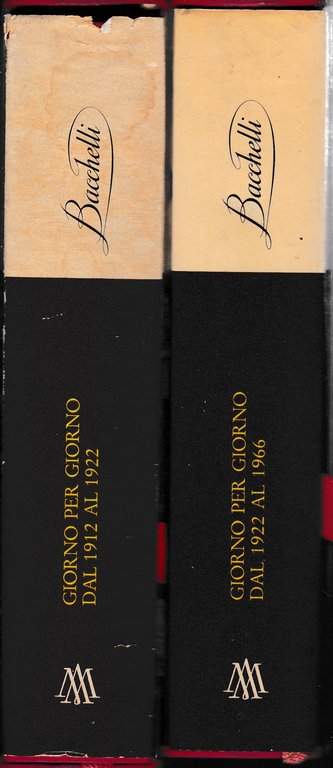 Bacchelli
GIORNO PER GIORNO
DAL 1912 AL 1922
Bacchelli
GIORNO PER GIORNO
DAL 1922 AL 1966